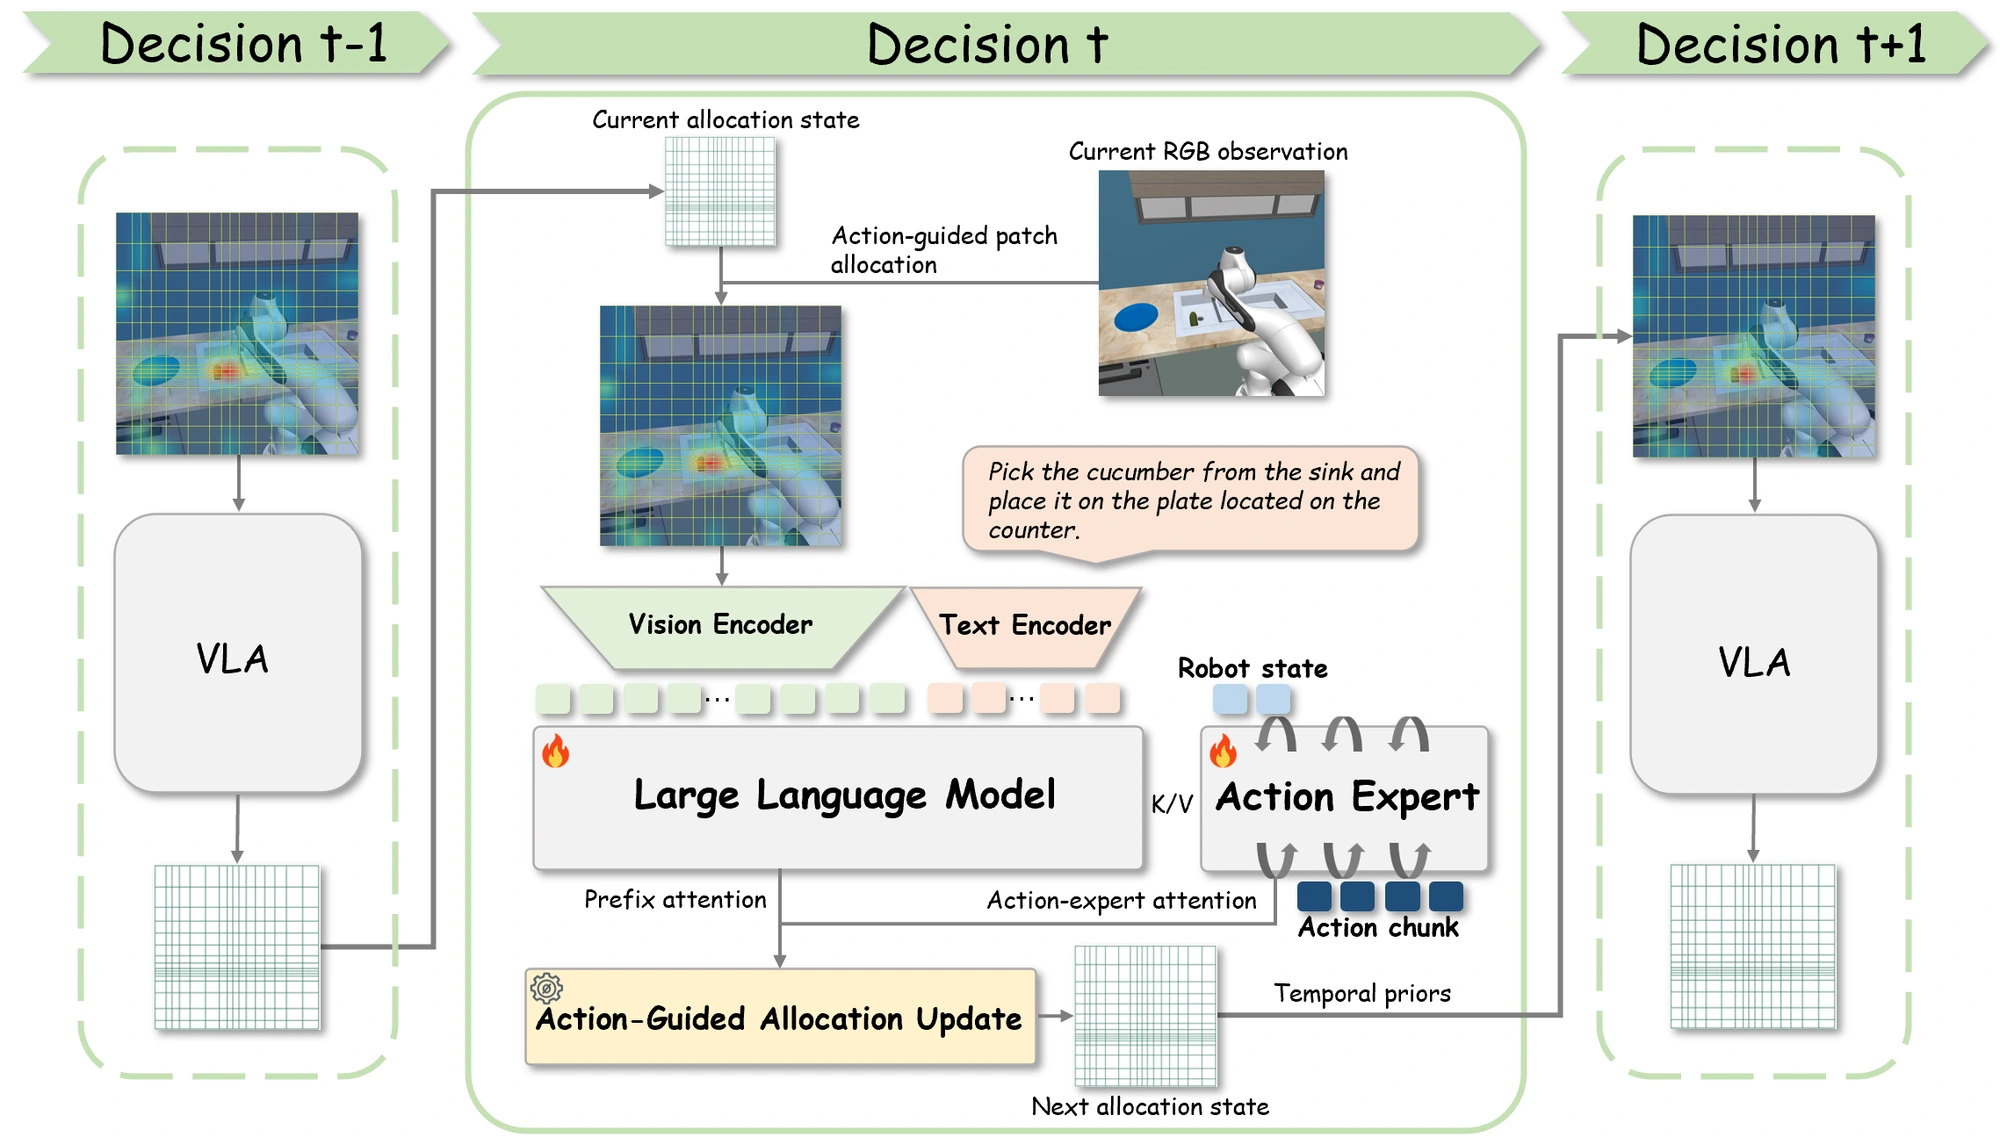 Decision t-1
Decision t
Decision t+1
Current allocation state
Current RGB observation
Action-guided patch
allocation
Pick the cucumber from the sink and
place it on the plate located on the
counter.
Vision Encoder
Text Encoder
Robot state
...
...
VLA
Large Language Model
K/V
Action Expert
VLA
Prefix attention
Action-expert attention
Action chunk
Action-Guided Allocation Update
Temporal priors
Next allocation state